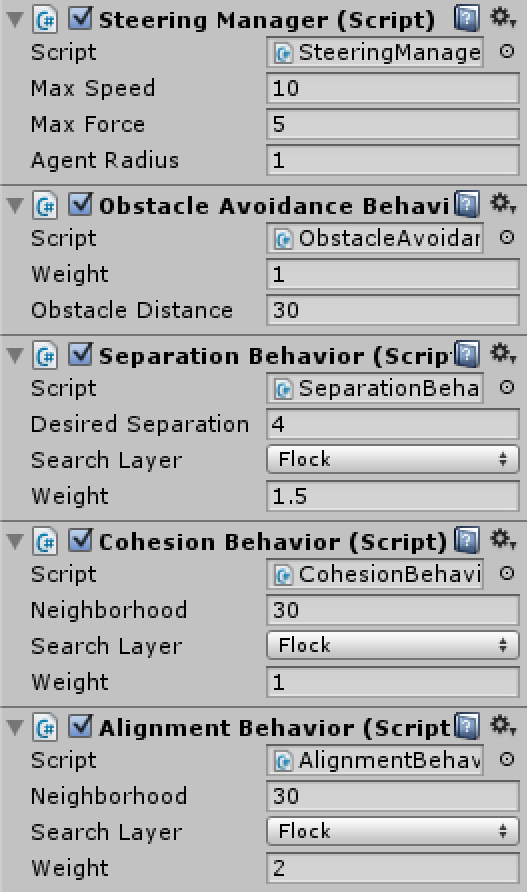 Steering Manager (Script)
Script SteeringManage
Max Speed 10
Max Force 5
Agent Radius 1
Obstacle Avoidance Behavi
Script ObstacleAvoidar
Weight 1
Obstacle Distance 30
Separation Behavior (Scrip
Script SeparationBeha
Desired Separation 4
Search Layer Flock
Weight 1.5
Cohesion Behavior (Script)
Script CohesionBehavi
Neighborhood 30
Search Layer Flock
Weight 1
Alignment Behavior (Script
Script AlignmentBehav
Neighborhood 30
Search Layer Flock
Weight 2